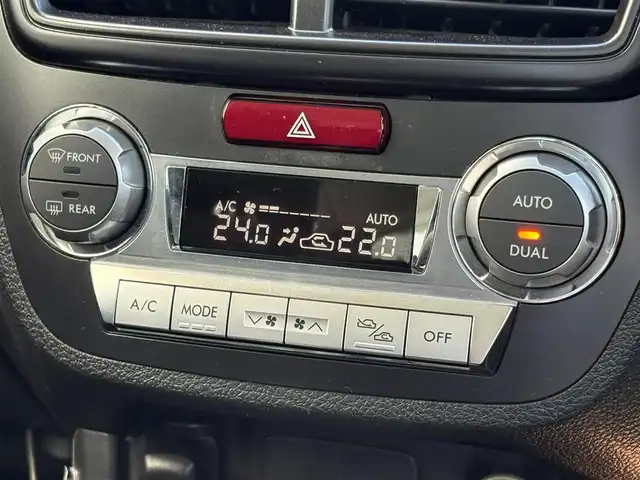 FRONT
REAR
A/C AUTO
24.0 22.0
AUTO
DUAL
A/C MODE OFF